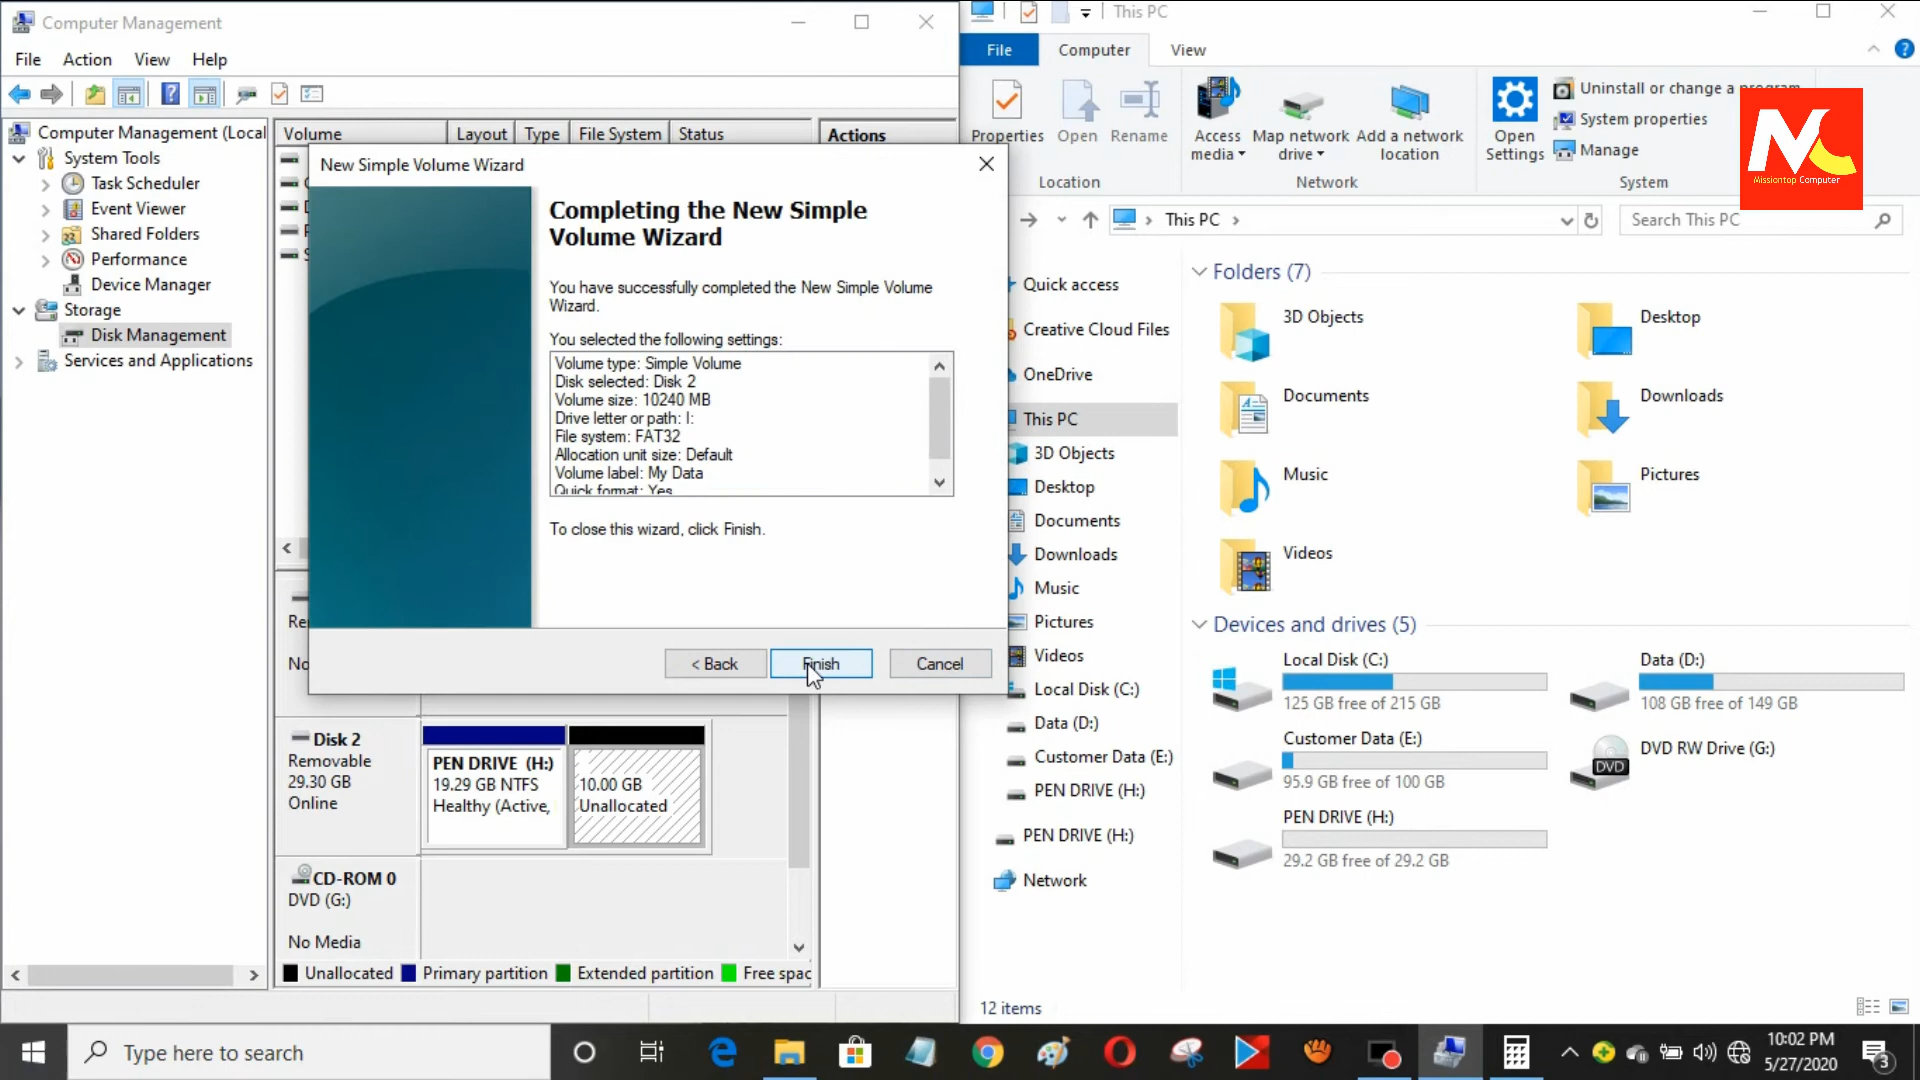 Computer Management
File Action View Help
Computer Management (Local
System Tools
Task Scheduler
Event Viewer
Shared Folders
Performance
Device Manager
Storage
Disk Management
Services and Applications
Volume Layout Type File System Status
Actions
New Simple Volume Wizard
Completing the New Simple
Volume Wizard
You have successfully completed the New Simple Volume
Wizard.
You selected the following settings:
Volume type: Simple Volume
Disk selected: Disk 2
Volume size: 10240 MB
Drive letter or path: I:
File system: FAT32
Allocation unit size: Default
Volume label: My Data
Quick format: Yes
To close this wizard, click Finish.
< Back Finish Cancel
Re
No
Disk 2
Removable
29.30 GB
Online
PEN DRIVE (H:)
19.29 GB NTFS
Healthy (Active,
10.00 GB
Unallocated
CD-ROM 0
DVD (G:)
No Media
Unallocated Primary partition Extended partition Free spac
This PC
File Computer View
Properties Open Rename
Access
media
Map network
drive
Add a network
location
Open
Settings
Uninstall or change a program
System properties
Manage
Location Network System
MC
Missiontop Computer
This PC
Search This PC
Quick access
Creative Cloud Files
OneDrive
This PC
3D Objects
Desktop
Documents
Downloads
Music
Pictures
Videos
Local Disk (C:)
Data (D:)
Customer Data (E:)
PEN DRIVE (H:)
PEN DRIVE (H:)
Network
Folders (7)
3D Objects
Desktop
Documents
Downloads
Music
Pictures
Videos
Devices and drives (5)
Local Disk (C:)
125 GB free of 215 GB
Data (D:)
108 GB free of 149 GB
Customer Data (E:)
95.9 GB free of 100 GB
DVD
DVD RW Drive (G:)
PEN DRIVE (H:)
29.2 GB free of 29.2 GB
12 items
Type here to search
10:02 PM
5/27/2020
3